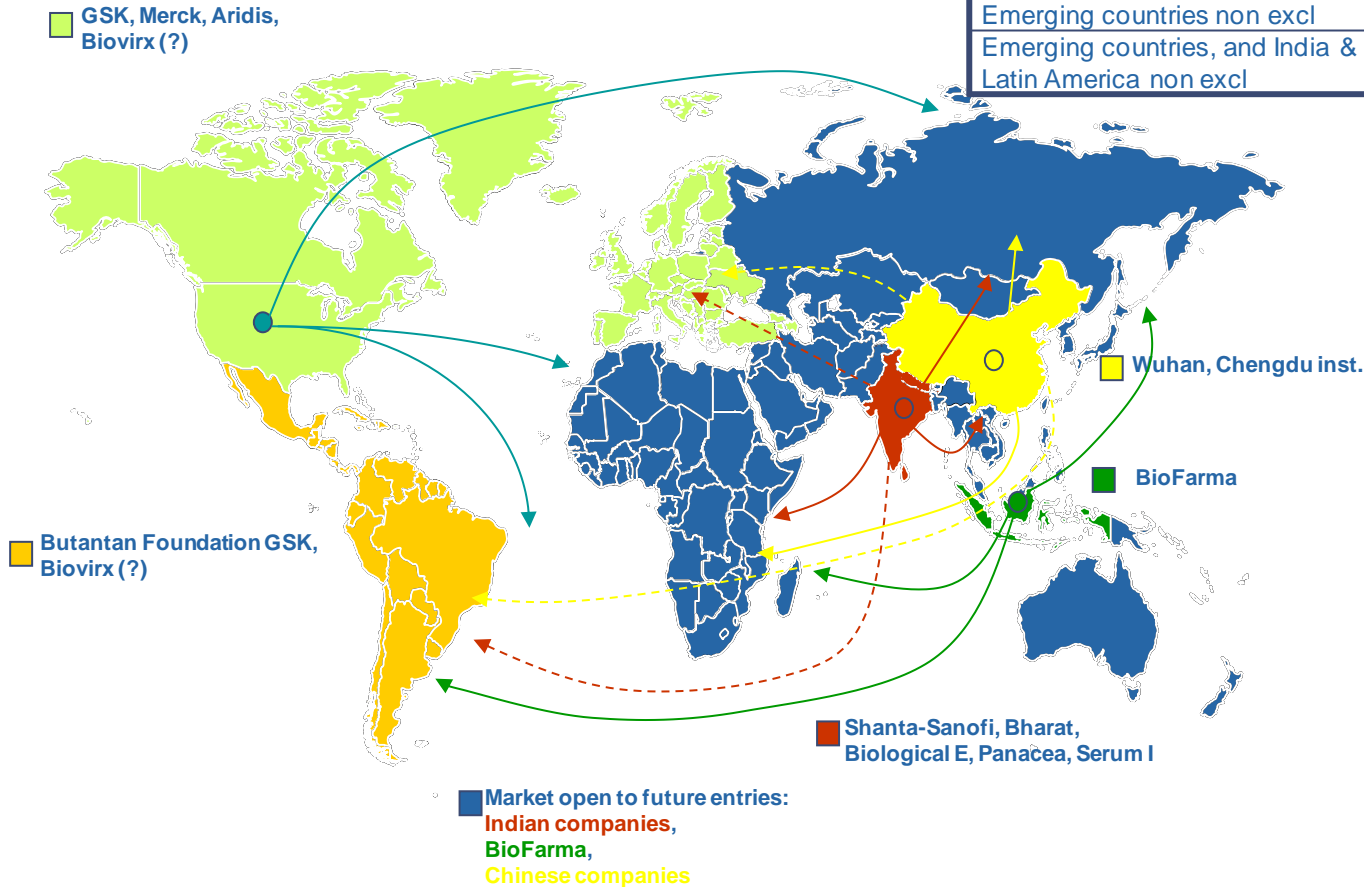 GSK, Merck, Aridis,
Biovirx (?)
Emerging countries non excl
Emerging countries, and India &
Latin America non excl
Wuhan, Chengdu inst.
BioFarma
Butantan Foundation GSK,
Biovirx (?)
Shanta-Sanofi, Bharat,
Biological E, Panacea, Serum I
Market open to future entries:
Indian companies,
BioFarma,
Chinese companies